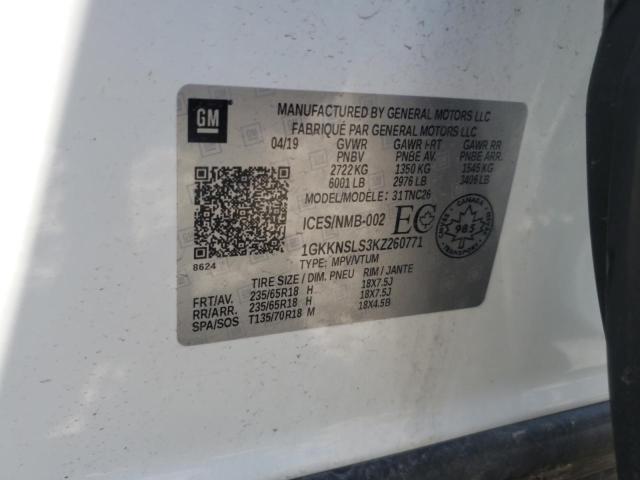 GM
MANUFACTURED BY GENERAL MOTORS LLC
FABRIQUÉ PAR GENERAL MOTORS LLC
04/19 GVWR GAWR FRT GAWR RR
PNBV PNBE AV. PNBE ARR.
2722 KG 1350 KG 1545 KG
6001 LB 2976 LB 3406 LB
MODEL/MODÈLE: 31TNC26
ICES/NMB-002 EC
CANADA
985
1GKKNSLS3KZ260771
8624
TYPE: MPV/VTUM
TIRE SIZE / DIM. PNEU RIM / JANTE
FRT/AV. 235/65R18 H 18X7.5J
RR/ARR. 235/65R18 H 18X7.5J
SPA/SOS T135/70R18 M 18X4.5B